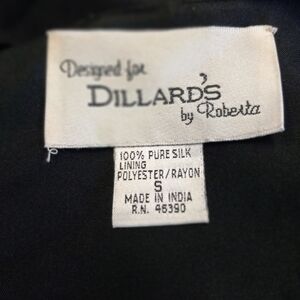 Designed for
DILLARD'S
by Roberta
100% PURE SILK
LINING
POLYESTER/RAYON
S
MADE IN INDIA
R.N. 46390